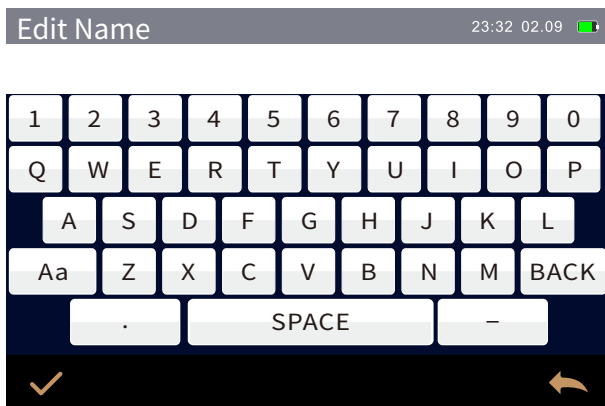 Edit Name 23:32 02.09
1 2 3 4 5 6 7 8 9 0
Q W E R T Y U I O P
A S D F G H J K L
Aa Z X C V B N M BACK
. SPACE –